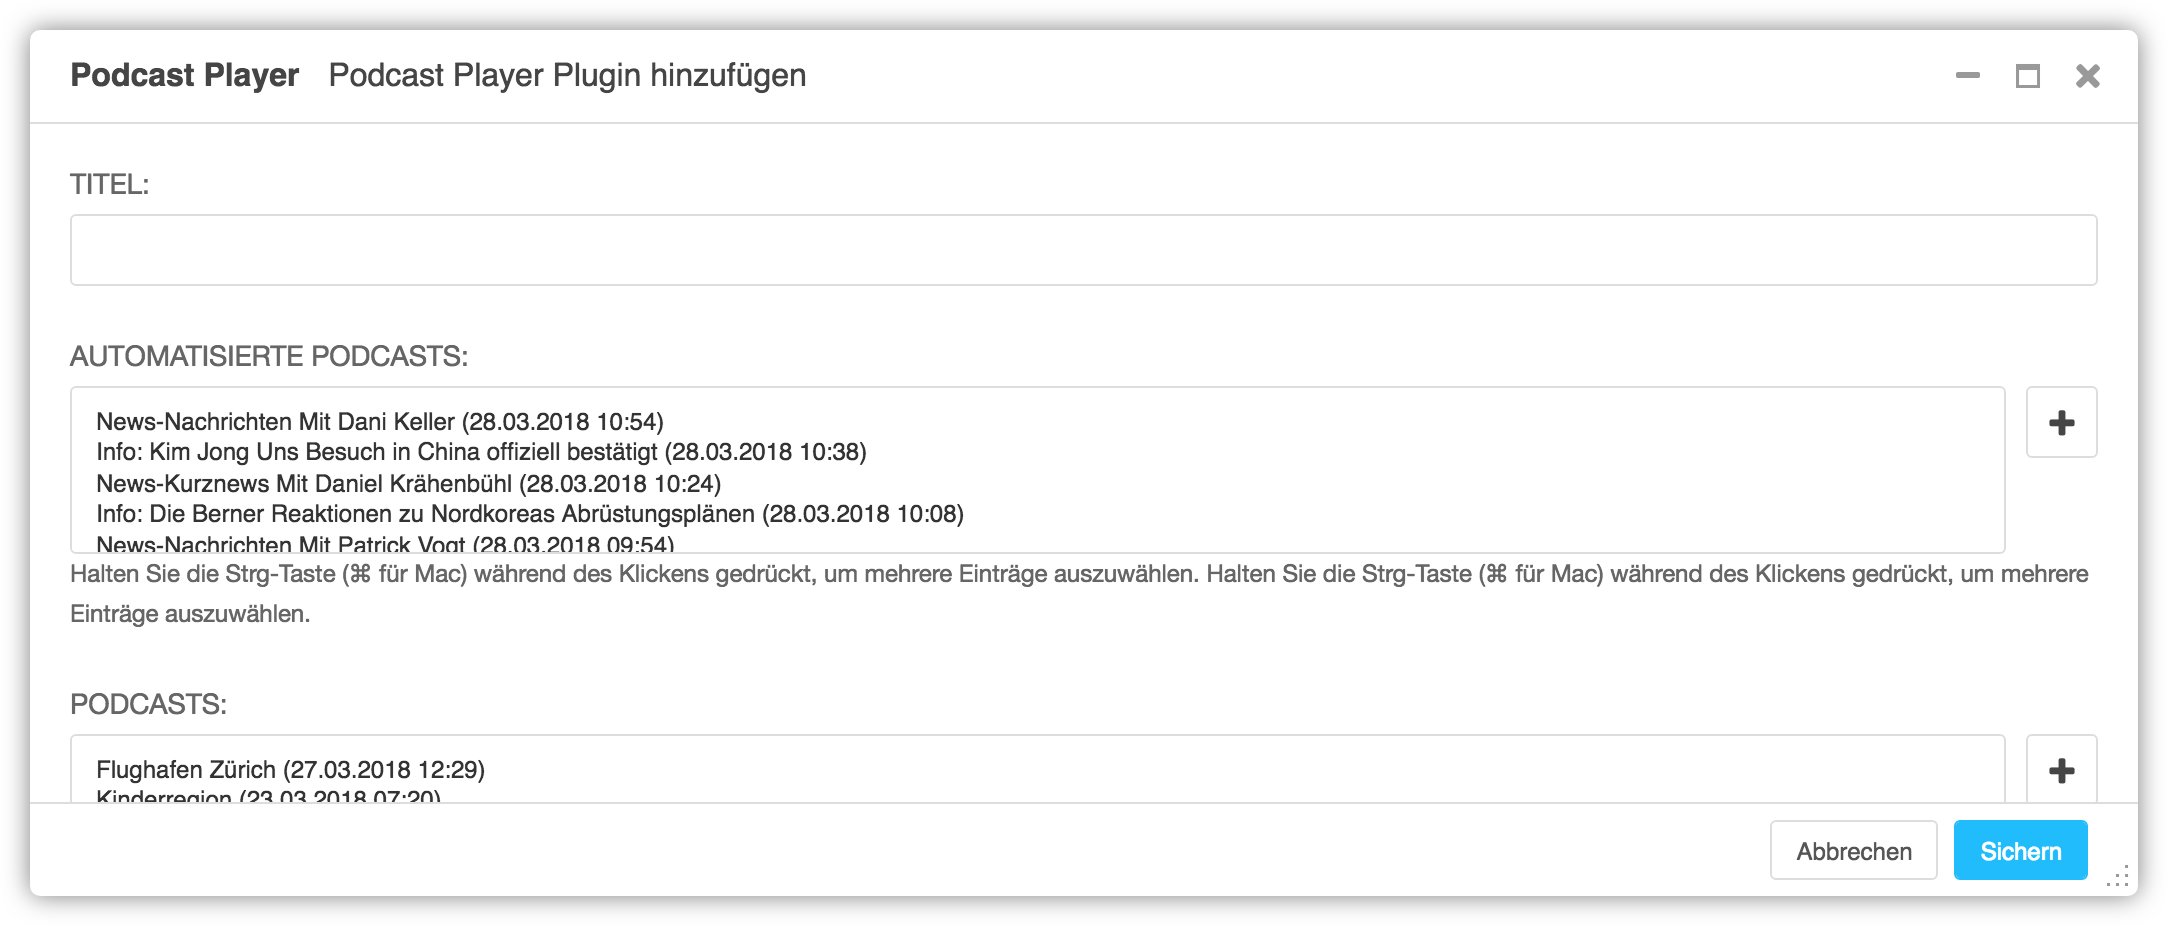 Podcast Player Podcast Player Plugin hinzufügen
TITEL:
AUTOMATISIERTE PODCASTS:
News-Nachrichten Mit Dani Keller (28.03.2018 10:54)
Info: Kim Jong Uns Besuch in China offiziell bestätigt (28.03.2018 10:38)
News-Kurznews Mit Daniel Krähenbühl (28.03.2018 10:24)
Info: Die Berner Reaktionen zu Nordkoreas Abrüstungsplänen (28.03.2018 10:08)
News-Nachrichten Mit Patrick Vogt (28.03.2018 09:54)
Halten Sie die Strg-Taste (⌘ für Mac) während des Klickens gedrückt, um mehrere Einträge auszuwählen. Halten Sie die Strg-Taste (⌘ für Mac) während des Klickens gedrückt, um mehrere
Einträge auszuwählen.
PODCASTS:
Flughafen Zürich (27.03.2018 12:29)
Kinderregion (23.03.2018 07:20)
Abbrechen Sichern